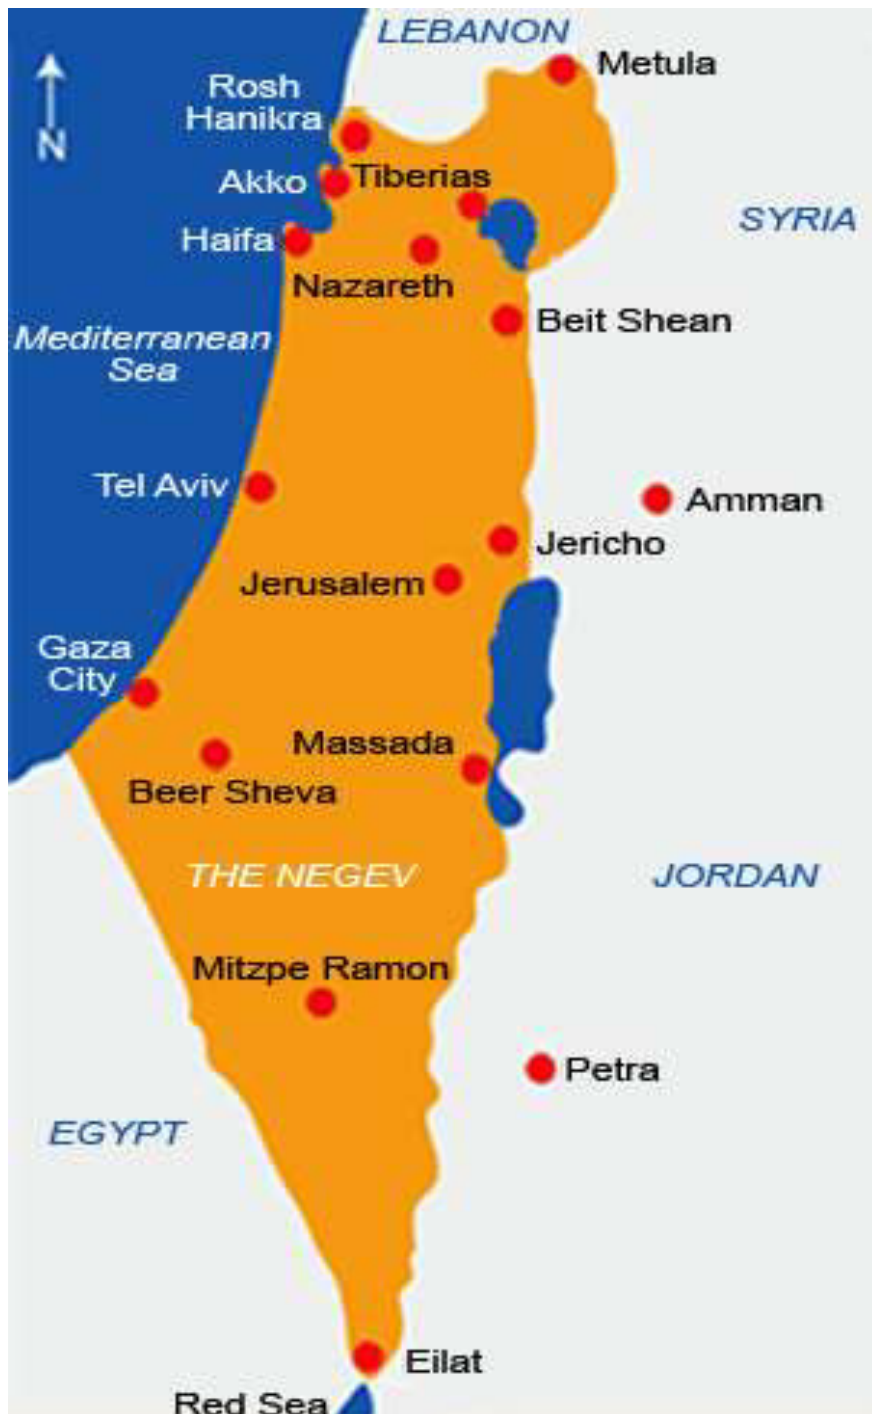 LEBANON
Metula
Rosh
Hanikra
N
Akko
Tiberias
SYRIA
Haifa
Nazareth
Beit Shean
Mediterranean
Sea
Tel Aviv
Amman
Jericho
Jerusalem
Gaza
City
Massada
Beer Sheva
THE NEGEV
JORDAN
Mitzpe Ramon
Petra
EGYPT
Eilat
Red Sea